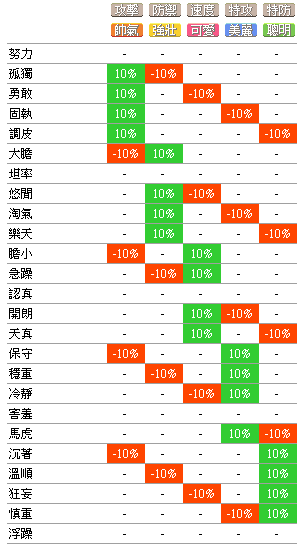 攻擊 防禦 速度 特攻 特防
帥氣 強壯 可愛 美麗 聰明
努力 - - - - -
孤獨 10% -10% - - -
勇敢 10% - -10% - -
固執 10% - - -10% -
調皮 10% - - - -10%
大膽 -10% 10% - - -
坦率 - - - - -
悠閒 - 10% -10% - -
淘氣 - 10% - -10% -
樂天 - 10% - - -10%
膽小 -10% - 10% - -
急躁 - -10% 10% - -
認真 - - - - -
開朗 - - 10% -10% -
天真 - - 10% - -10%
保守 -10% - - 10% -
穩重 - -10% - 10% -
冷靜 - - -10% 10% -
害羞 - - - - -
馬虎 - - - 10% -10%
沉著 -10% - - - 10%
溫順 - -10% - - 10%
狂妄 - - -10% - 10%
慎重 - - - -10% 10%
浮躁 - - - - -